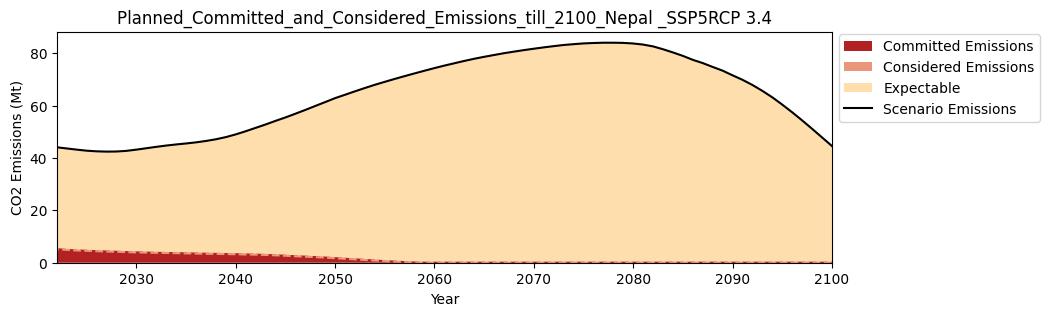 Planned_Committed_and_Considered_Emissions_till_2100_Nepal _SSP5RCP 3.4
Committed Emissions
Considered Emissions
Expectable
Scenario Emissions
CO2 Emissions (Mt)
80
60
40
20
0
2030 2040 2050 2060 2070 2080 2090 2100
Year